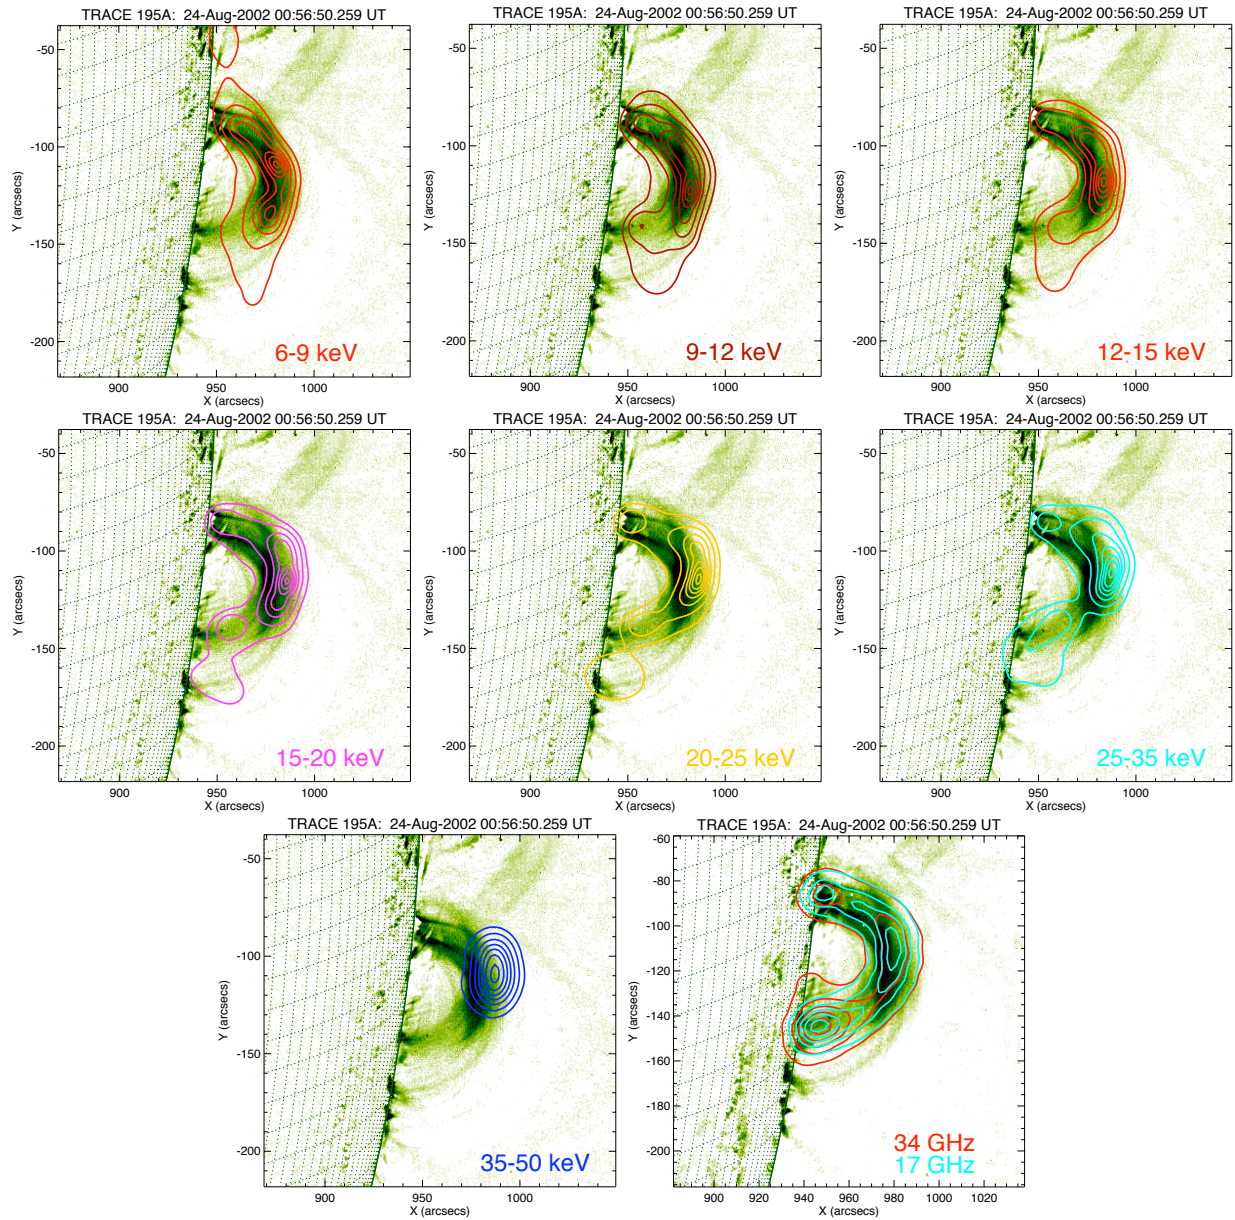 TRACE 195A: 24-Aug-2002 00:56:50.259 UT
-50
-100
-150
-200
Y (arcsecs)
900 950 1000
X (arcsecs)
6-9 keV
TRACE 195A: 24-Aug-2002 00:56:50.259 UT
-50
-100
-150
-200
Y (arcsecs)
900 950 1000
X (arcsecs)
9-12 keV
TRACE 195A: 24-Aug-2002 00:56:50.259 UT
-50
-100
-150
-200
Y (arcsecs)
900 950 1000
X (arcsecs)
12-15 keV
TRACE 195A: 24-Aug-2002 00:56:50.259 UT
-50
-100
-150
-200
Y (arcsecs)
900 950 1000
X (arcsecs)
15-20 keV
TRACE 195A: 24-Aug-2002 00:56:50.259 UT
-50
-100
-150
-200
Y (arcsecs)
900 950 1000
X (arcsecs)
20-25 keV
TRACE 195A: 24-Aug-2002 00:56:50.259 UT
-50
-100
-150
-200
Y (arcsecs)
900 950 1000
X (arcsecs)
25-35 keV
TRACE 195A: 24-Aug-2002 00:56:50.259 UT
-50
-100
-150
-200
Y (arcsecs)
900 950 1000
X (arcsecs)
35-50 keV
TRACE 195A: 24-Aug-2002 00:56:50.259 UT
-60
-80
-100
-120
-140
-160
-180
-200
Y (arcsecs)
900 920 940 960 980 1000 1020
X (arcsecs)
34 GHz
17 GHz